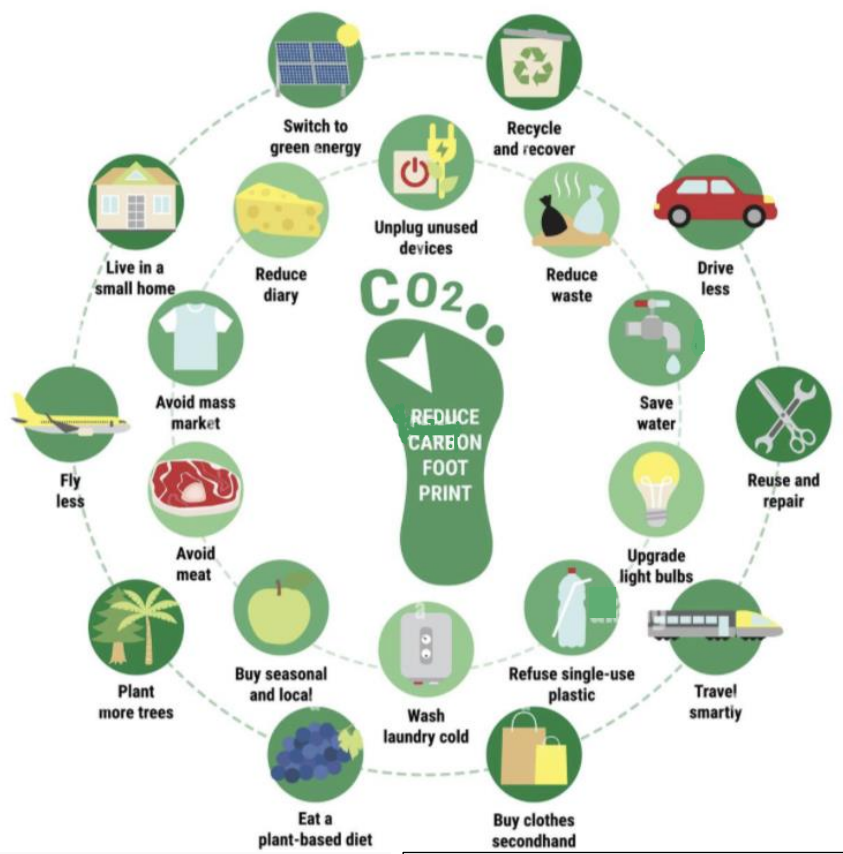 Switch to
green energy
Recycle
and recover
Unplug unused
devices
Live in a
small home
Reduce
diary
Reduce
waste
Drive
less
CO2
Avoid mass
market
Save
water
REDUCE
CARBON
FOOT
PRINT
Fly
less
Reuse and
repair
Avoid
meat
Upgrade
light bulbs
Plant
more trees
Buy seasonal
and local
Wash
laundry cold
Refuse single-use
plastic
Travel
smartly
Eat a
plant-based diet
Buy clothes
secondhand